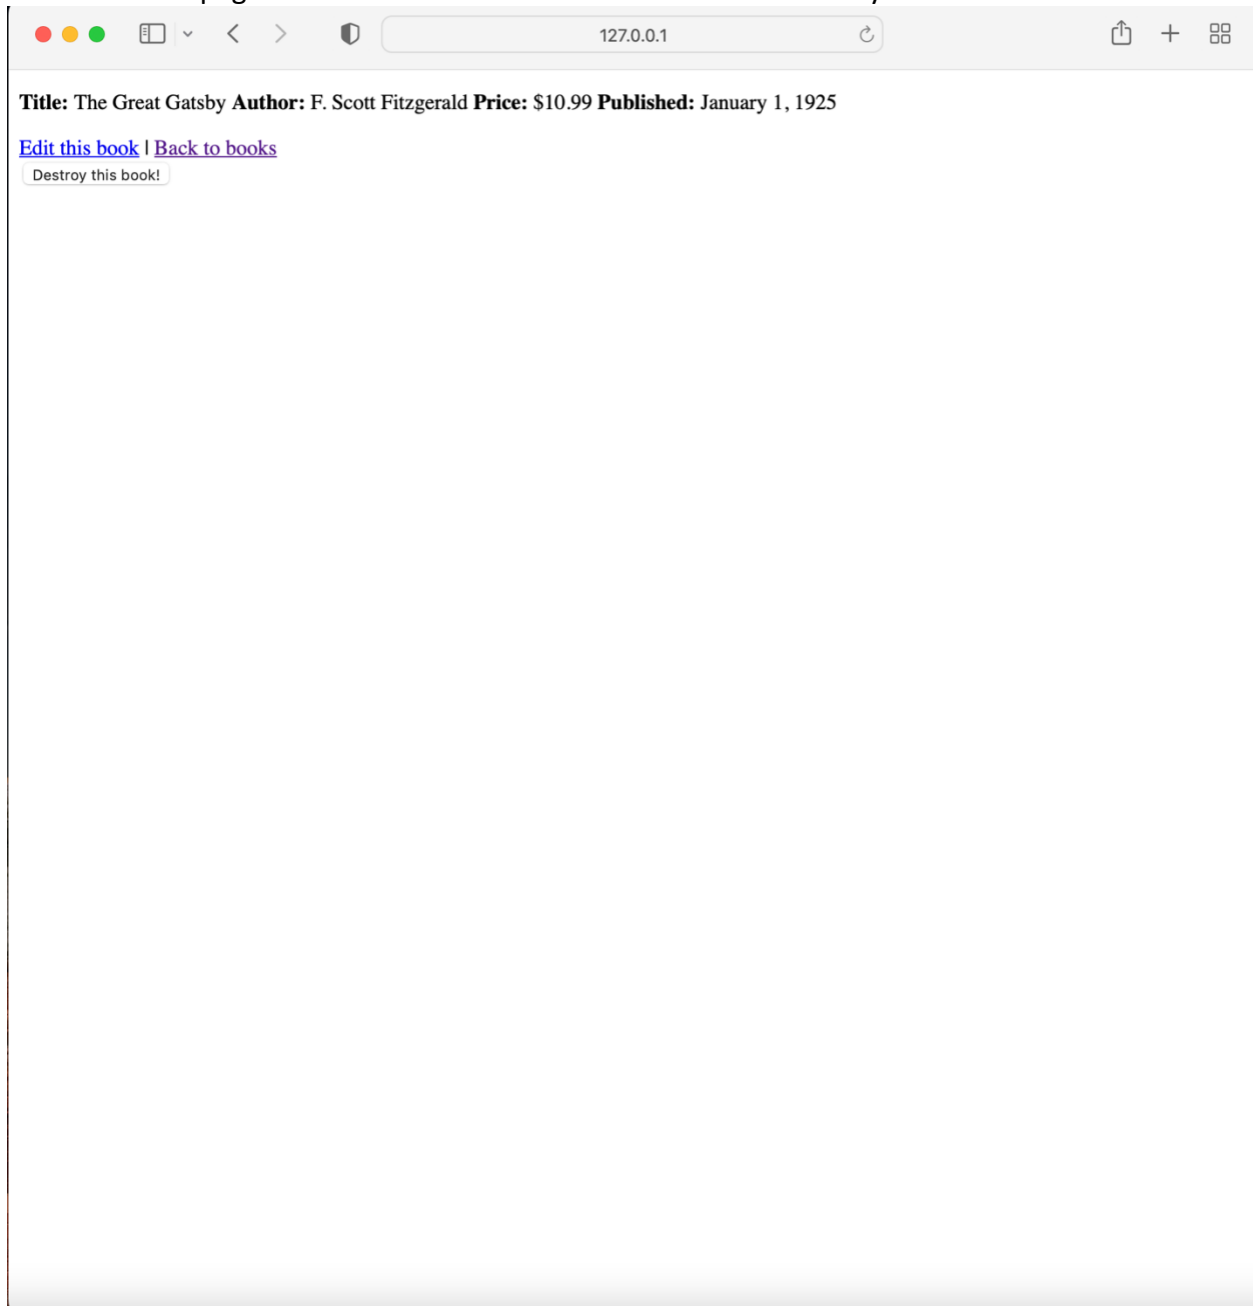 127.0.0.1
Title: The Great Gatsby Author: F. Scott Fitzgerald Price: $10.99 Published: January 1, 1925
Edit this book | Back to books
Destroy this book!